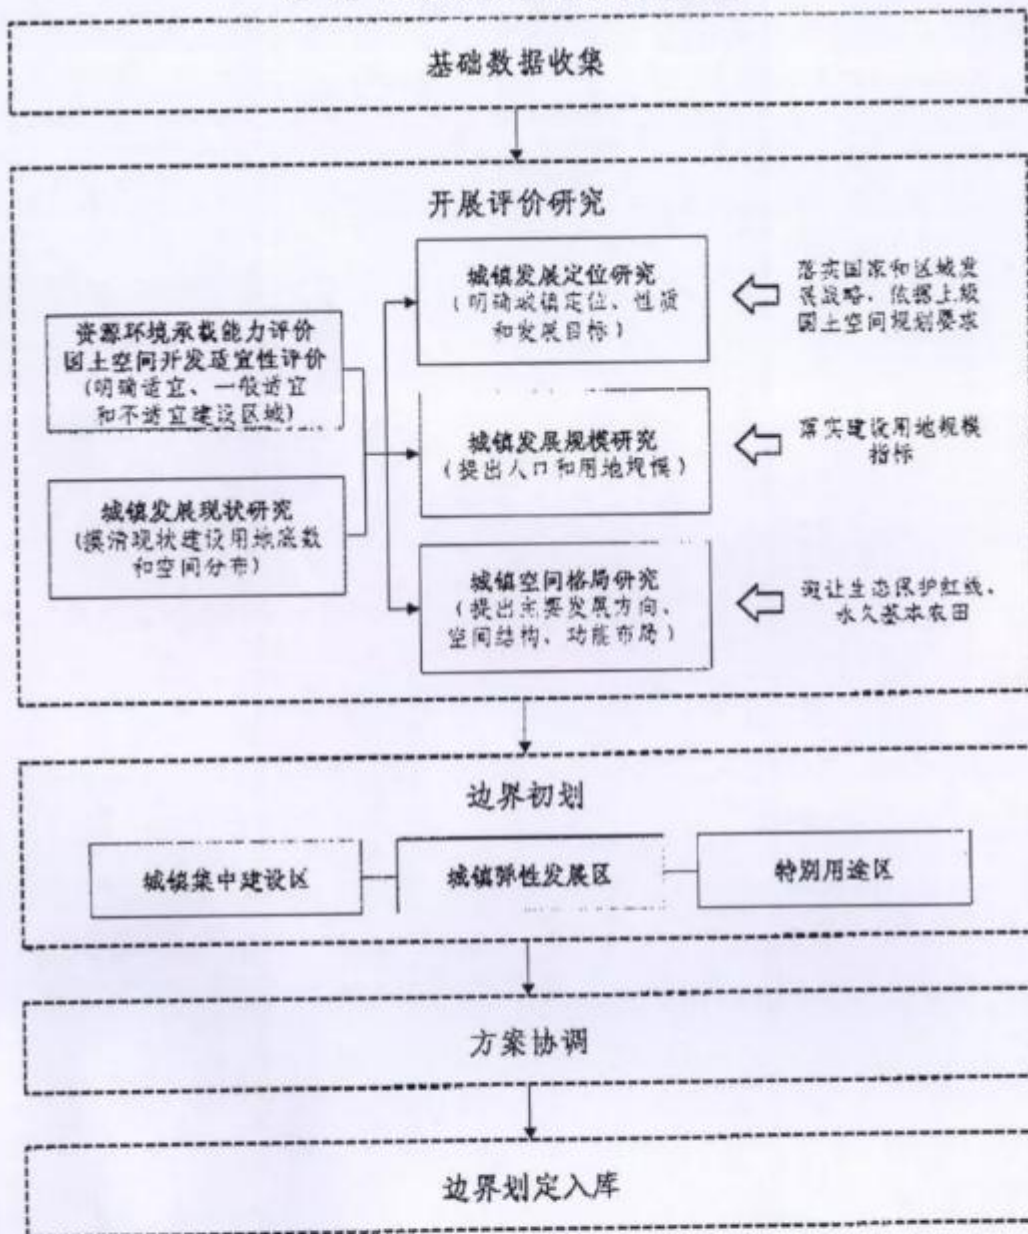 基础数据收集
开展评价研究
资源环境承载能力评价
国土空间开发适宜性评价
(明确适宜、一般适宜
和不适宜建设区域)
城镇发展现状研究
(摸清现状建设用地底数
和空间分布)
城镇发展定位研究
(明确城镇定位、性质
和发展目标)
落实国家和区域发
展战略，依据上级
国土空间规划要求
城镇发展规模研究
(提出人口和用地规模)
落实建设用地规模
指标
城镇空间格局研究
(提出主要发展方向、
空间结构、功能布局)
避让生态保护红线、
永久基本农田
边界初划
城镇集中建设区
城镇弹性发展区
特别用途区
方案协调
边界划定入库